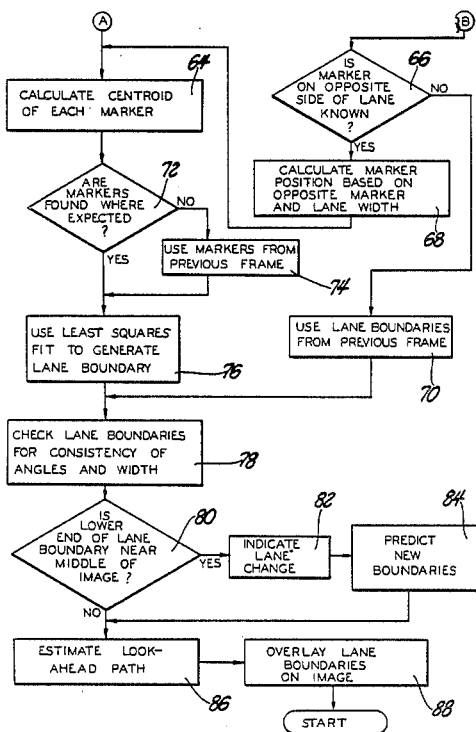 A
B
64
CALCULATE CENTROID
OF EACH MARKER
66
IS
MARKER
ON OPPOSITE
SIDE OF LANE
KNOWN
?
NO
YES
72
ARE
MARKERS
FOUND WHERE
EXPECTED
?
NO
YES
CALCULATE MARKER
POSITION BASED ON
OPPOSITE MARKER
AND LANE WIDTH
68
USE MARKERS FROM
PREVIOUS FRAME
74
USE LEAST SQUARES
FIT TO GENERATE
LANE BOUNDARY
76
USE LANE BOUNDARIES
FROM PREVIOUS FRAME
70
CHECK LANE BOUNDARIES
FOR CONSISTENCY OF
ANGLES AND WIDTH
78
IS
LOWER
END OF LANE
BOUNDARY NEAR
MIDDLE OF
IMAGE ?
80
YES
NO
82
INDICATE LANE
CHANGE
84
PREDICT
NEW
BOUNDARIES
ESTIMATE LOOK-
AHEAD PATH
86
OVERLAY LANE
BOUNDARIES
ON IMAGE
88
START